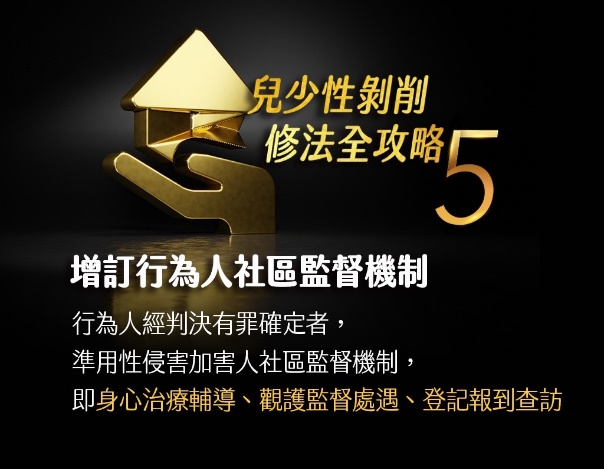 兒少性剝削
修法全攻略5
增訂行為人社區監督機制
行為人經判決有罪確定者，
準用性侵害加害人社區監督機制，
即身心治療輔導、觀護監督處遇、登記報到查訪